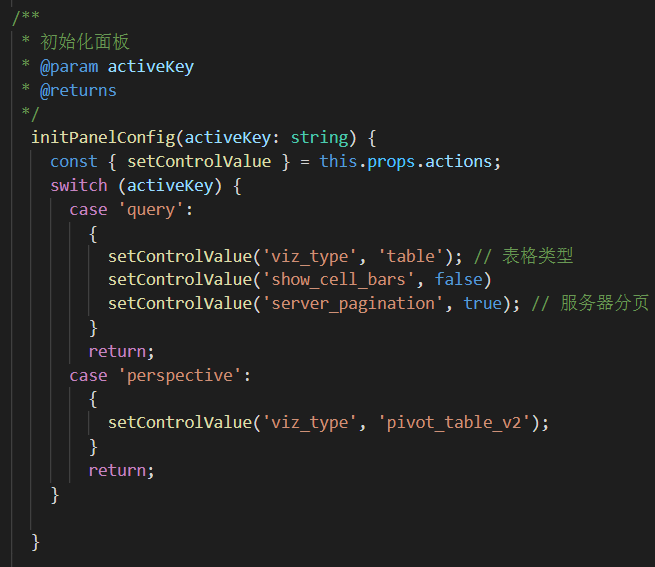 /**
* 初始化面板
* @param activeKey
* @returns
*/
initPanelConfig(activeKey: string) {
const { setControlValue } = this.props.actions;
switch (activeKey) {
case 'query':
{
setControlValue('viz_type', 'table'); // 表格类型
setControlValue('show_cell_bars', false)
setControlValue('server_pagination', true); // 服务器分页
}
return;
case 'perspective':
{
setControlValue('viz_type', 'pivot_table_v2');
}
return;
}
}